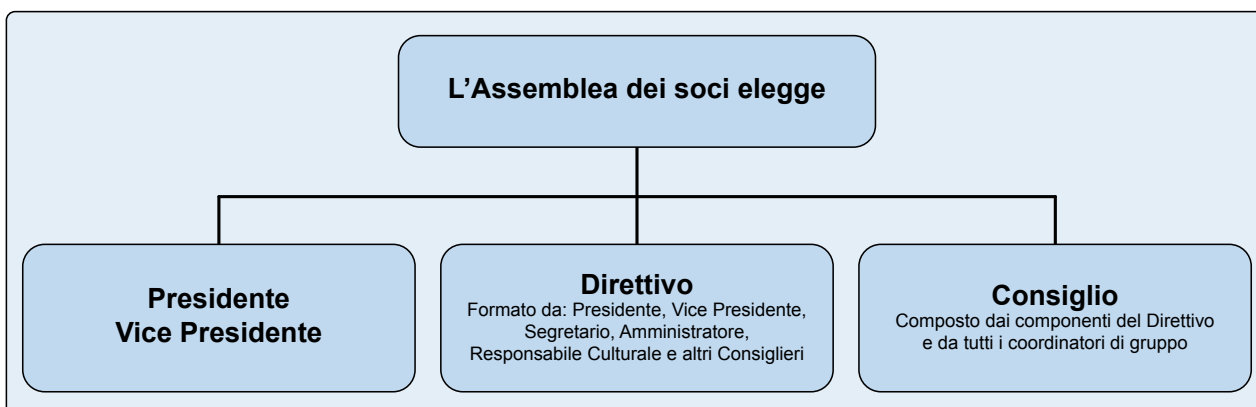 L’Assemblea dei soci elegge
Presidente
Vice Presidente
Direttivo
Formato da: Presidente, Vice Presidente,
Segretario, Amministratore,
Responsabile Culturale e altri Consiglieri
Consiglio
Composto dai componenti del Direttivo
e da tutti i coordinatori di gruppo